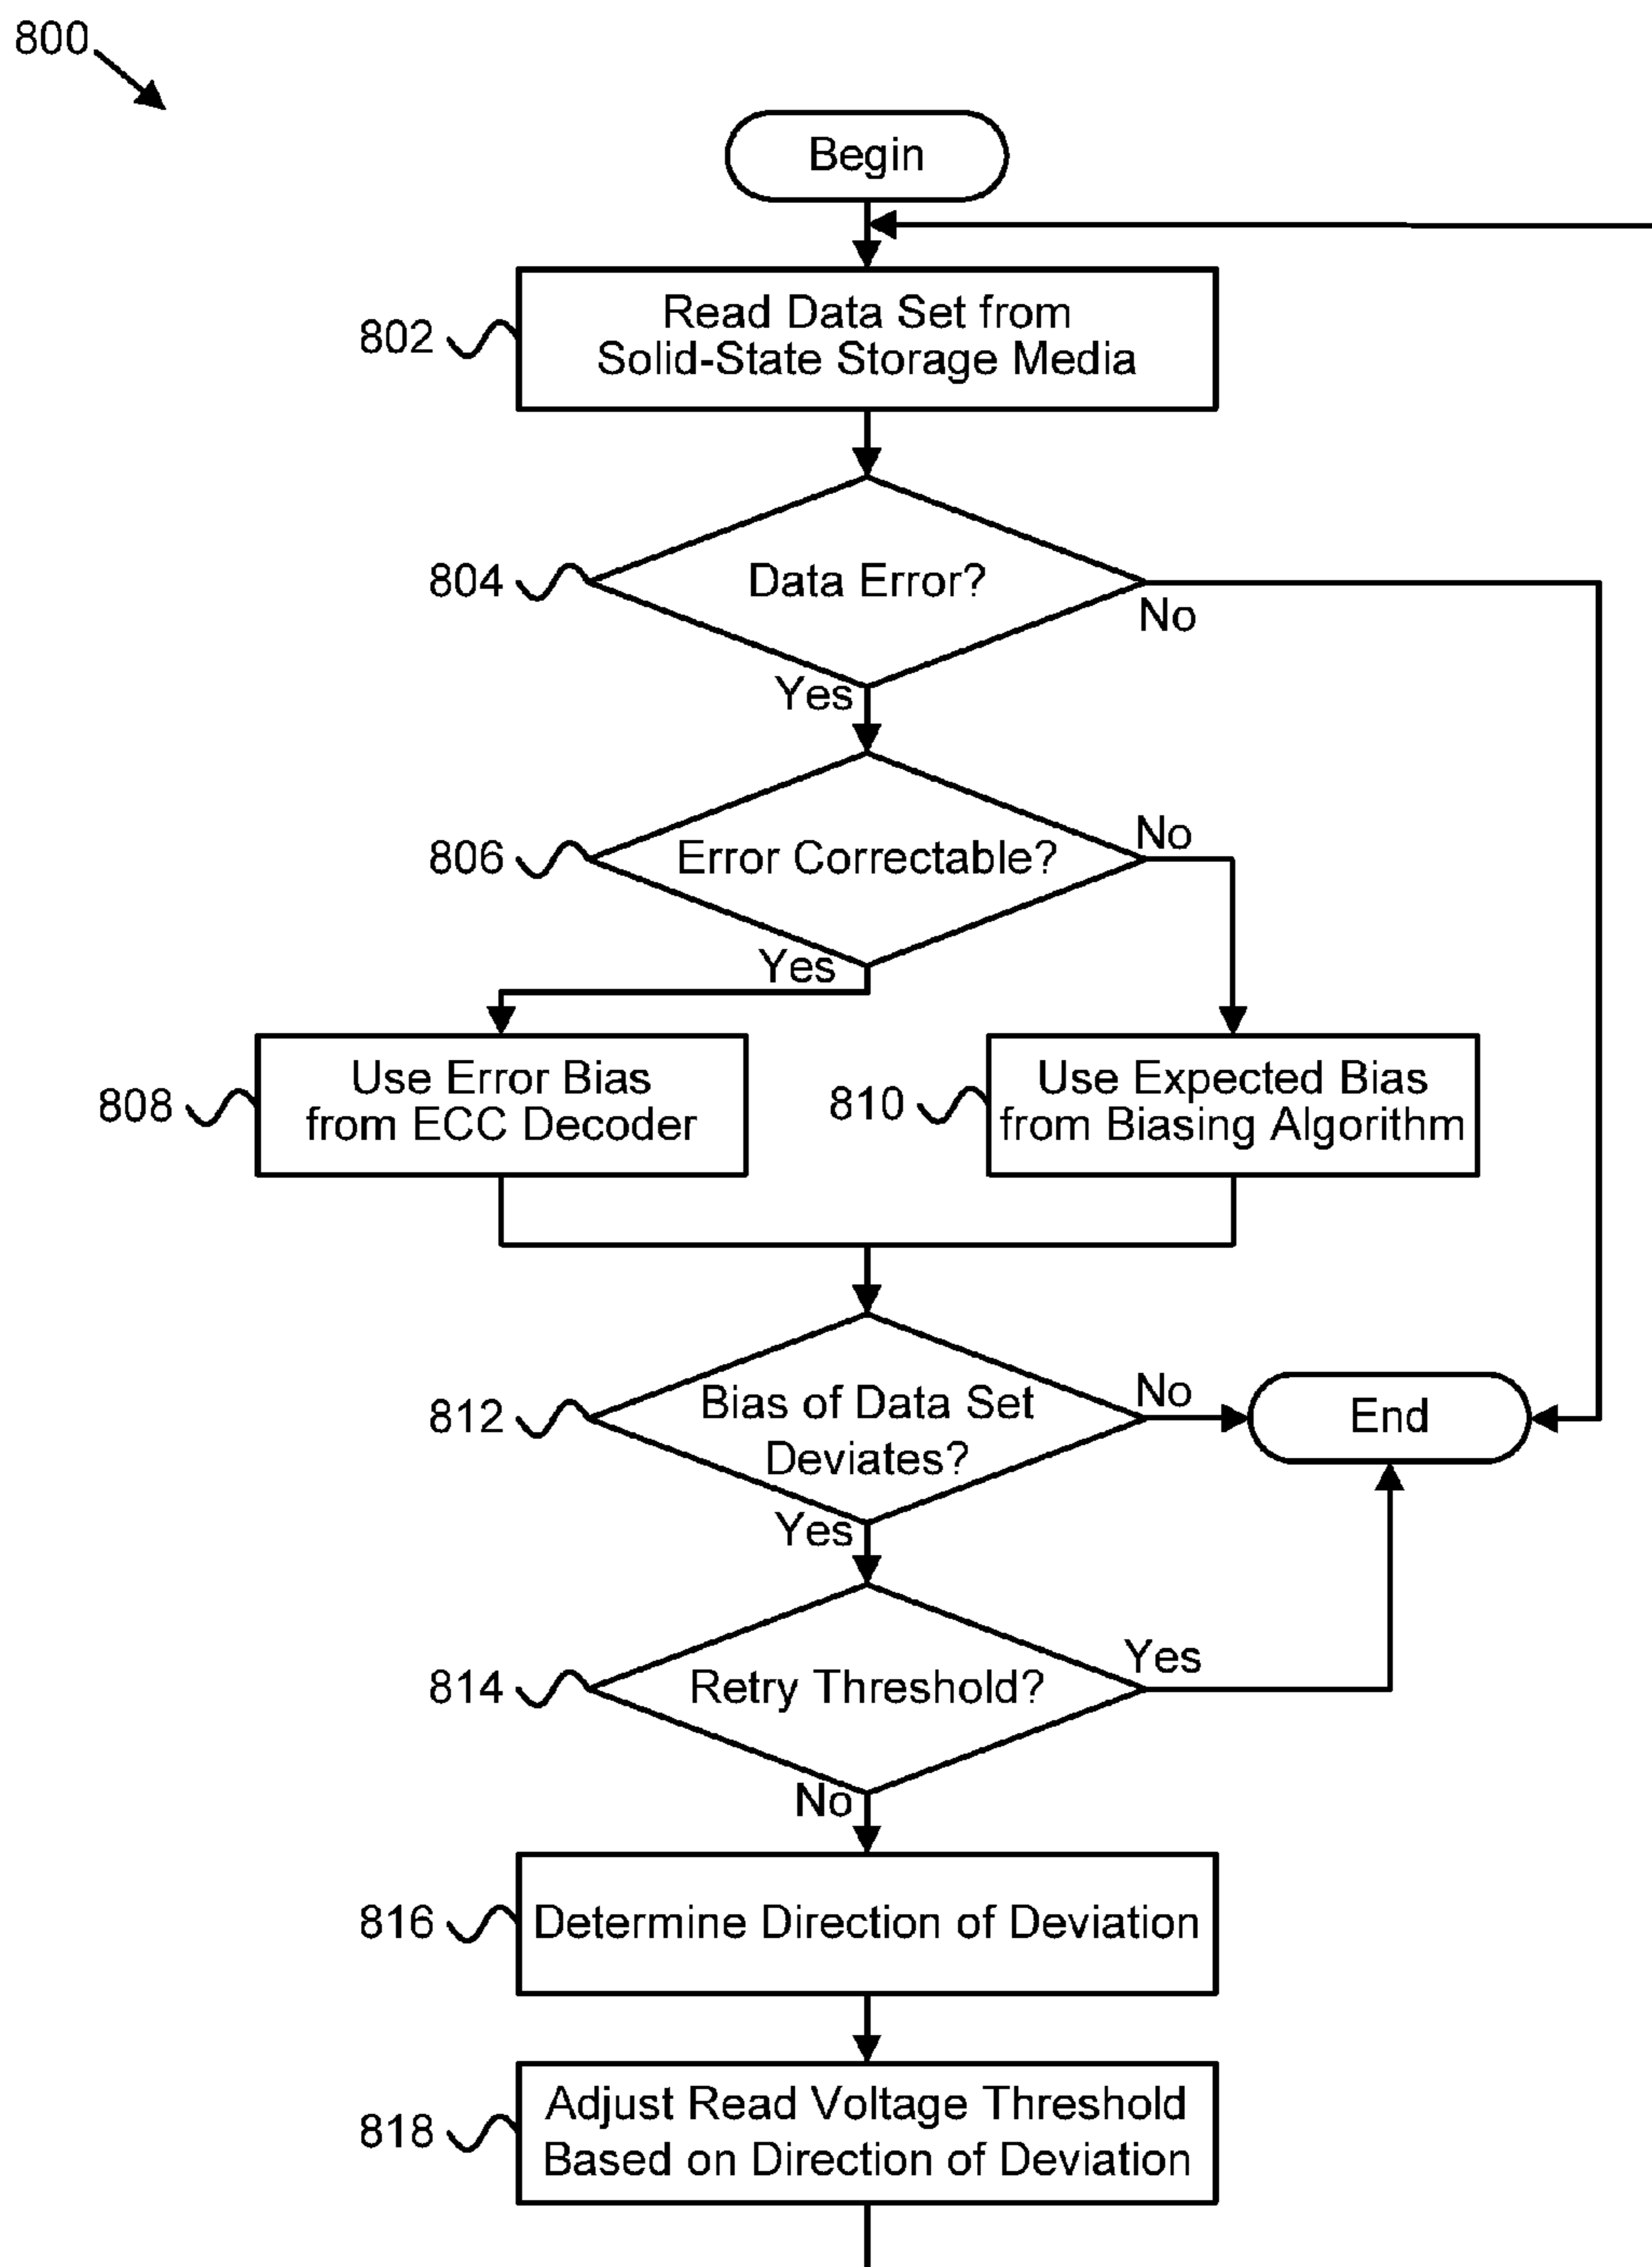 800
Begin
802
Read Data Set from
Solid-State Storage Media
804
Data Error?
No
Yes
806
Error Correctable?
No
Yes
808
Use Error Bias
from ECC Decoder
810
Use Expected Bias
from Biasing Algorithm
812
Bias of Data Set
Deviates?
No
End
Yes
814
Retry Threshold?
Yes
No
816
Determine Direction of Deviation
818
Adjust Read Voltage Threshold
Based on Direction of Deviation